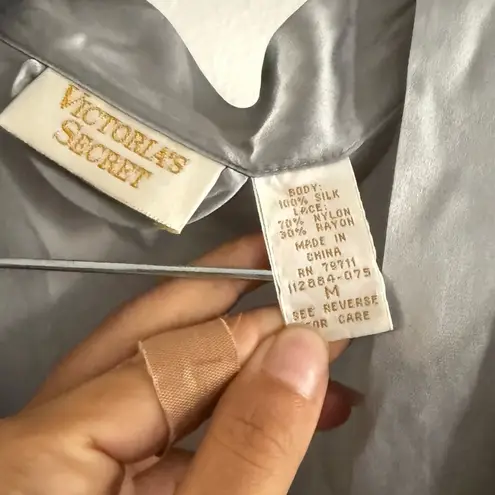 VICTORIA'S
SECRET
BODY:
100% SILK
LACE:
70% NYLON
30% RAYON
MADE IN
CHINA
RN 79711
112884-075
M
SEE REVERSE
FOR CARE